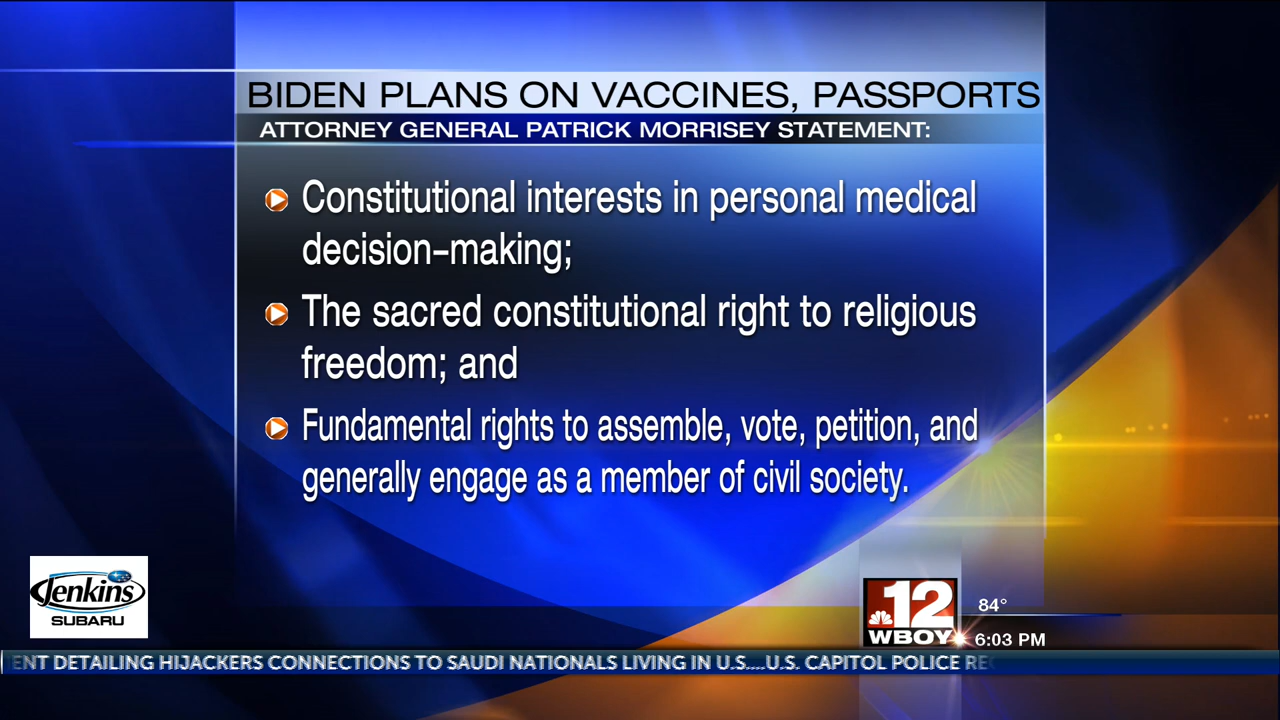 BIDEN PLANS ON VACCINES, PASSPORTS
ATTORNEY GENERAL PATRICK MORRISEY STATEMENT:
Constitutional interests in personal medical
decision–making;
The sacred constitutional right to religious
freedom; and
Fundamental rights to assemble, vote, petition, and
generally engage as a member of civil society.
Jenkins
SUBARU
12
WBOY
84°
6:03 PM
ENT DETAILING HIJACKERS CONNECTIONS TO SAUDI NATIONALS LIVING IN U.S....U.S. CAPITOL POLICE